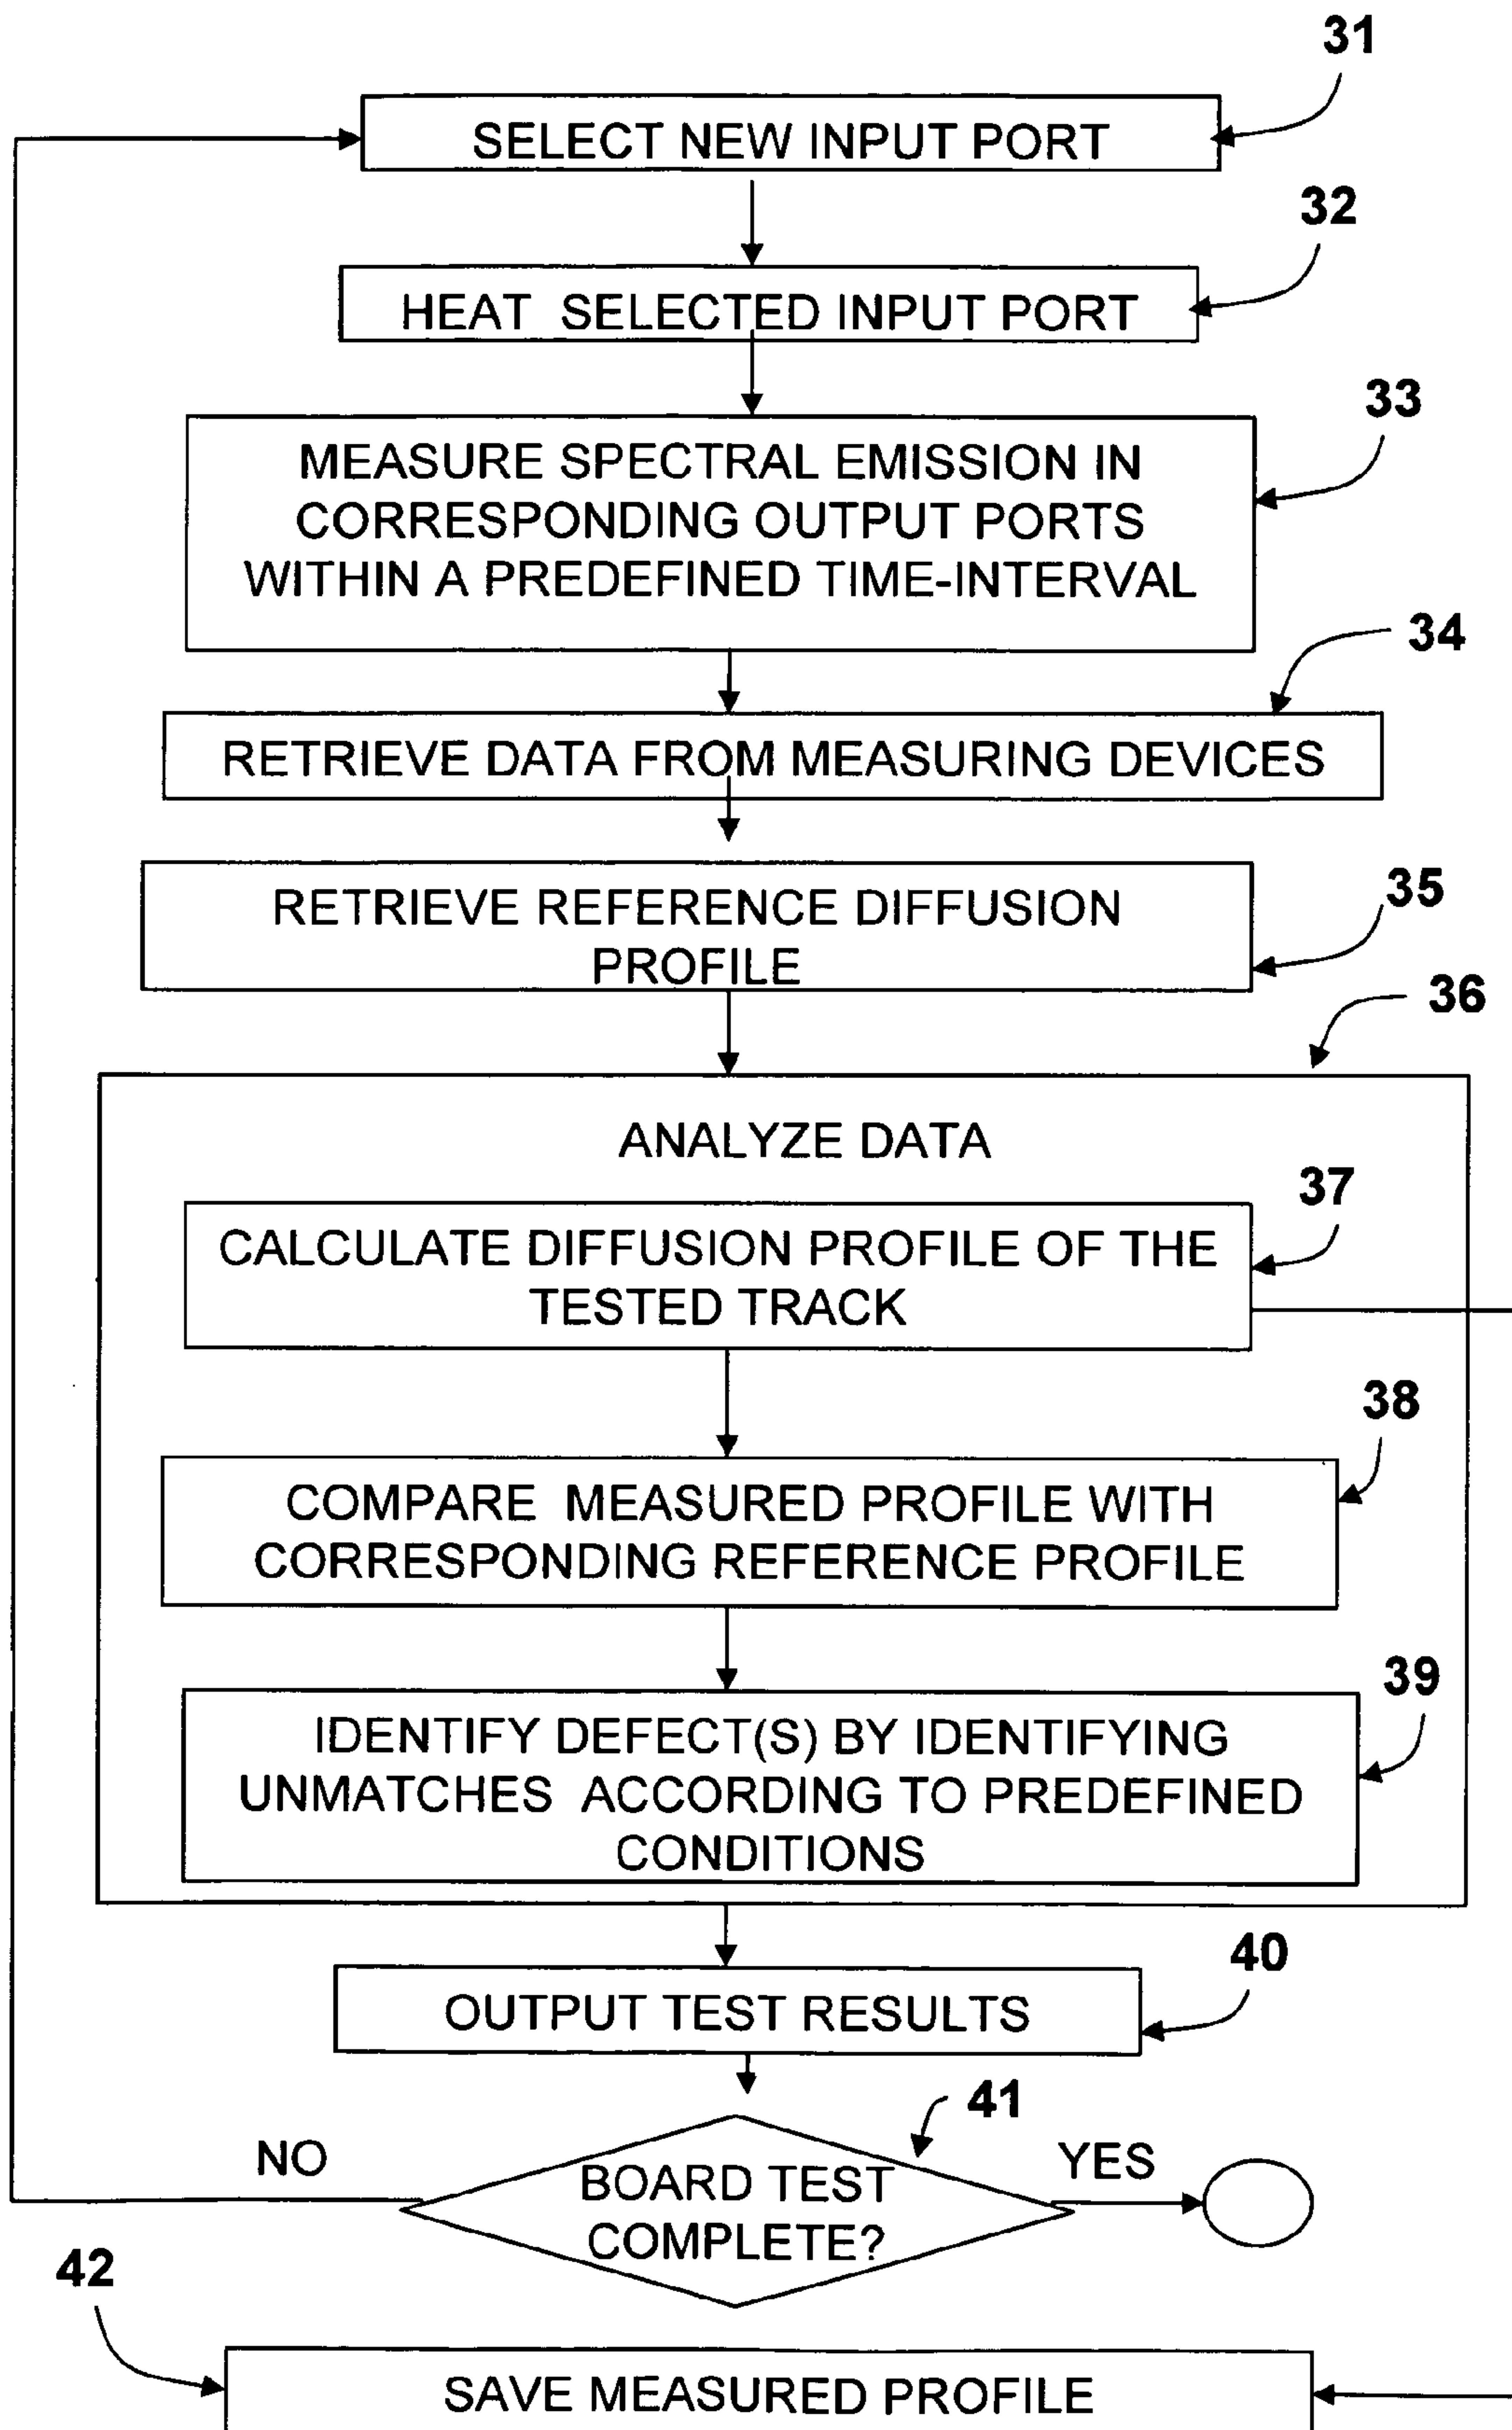 31
SELECT NEW INPUT PORT
32
HEAT SELECTED INPUT PORT
33
MEASURE SPECTRAL EMISSION IN
CORRESPONDING OUTPUT PORTS
WITHIN A PREDEFINED TIME-INTERVAL
34
RETRIEVE DATA FROM MEASURING DEVICES
35
RETRIEVE REFERENCE DIFFUSION
PROFILE
36
ANALYZE DATA
37
CALCULATE DIFFUSION PROFILE OF THE
TESTED TRACK
38
COMPARE MEASURED PROFILE WITH
CORRESPONDING REFERENCE PROFILE
39
IDENTIFY DEFECT(S) BY IDENTIFYING
UNMATCHES ACCORDING TO PREDEFINED
CONDITIONS
40
OUTPUT TEST RESULTS
41
NO
YES
BOARD TEST
COMPLETE?
42
SAVE MEASURED PROFILE